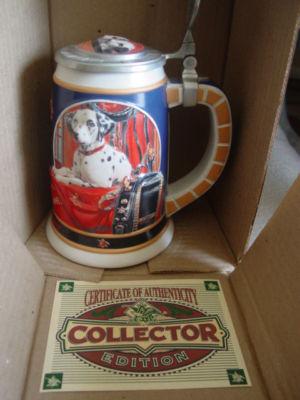 CERTIFICATE OF AUTHENTICITY
COLLECTOR
EDITION